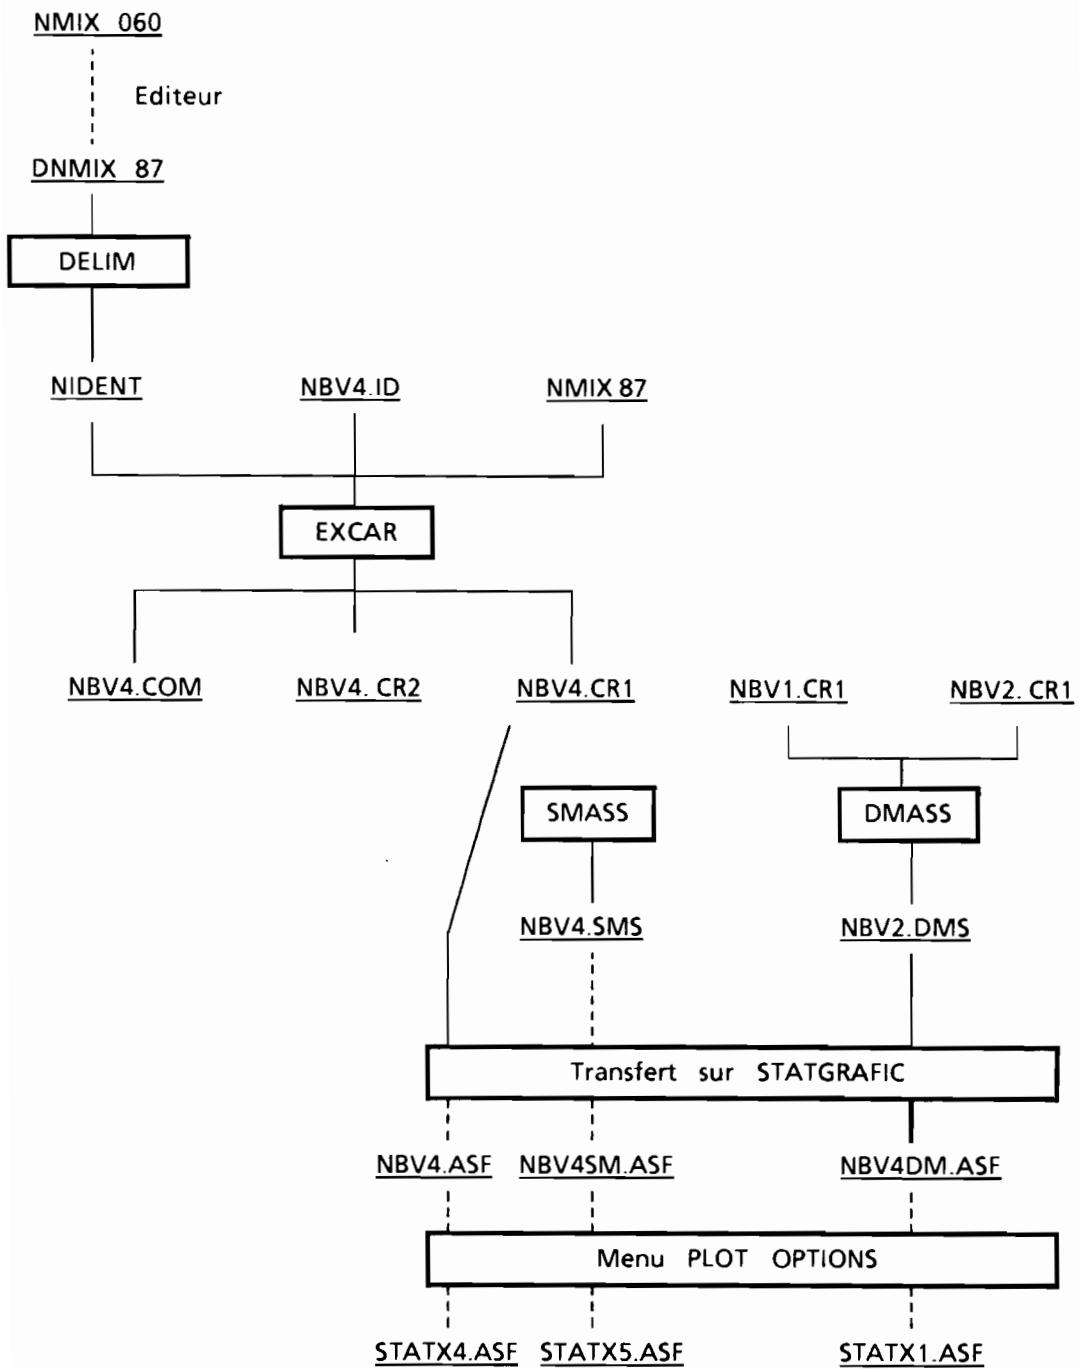 NMIX 060
Editeur
DNMIX 87
DELIM
NIDENT NBV4.ID NMIX 87
EXCAR
NBV4.COM NBV4. CR2 NBV4.CR1 NBV1.CR1 NBV2. CR1
SMASS DMASS
NBV4.SMS NBV2.DMS
Transfert sur STATGRAFIC
NBV4.ASF NBV4SM.ASF NBV4DM.ASF
Menu PLOT OPTIONS
STATX4.ASF STATX5.ASF STATX1.ASF